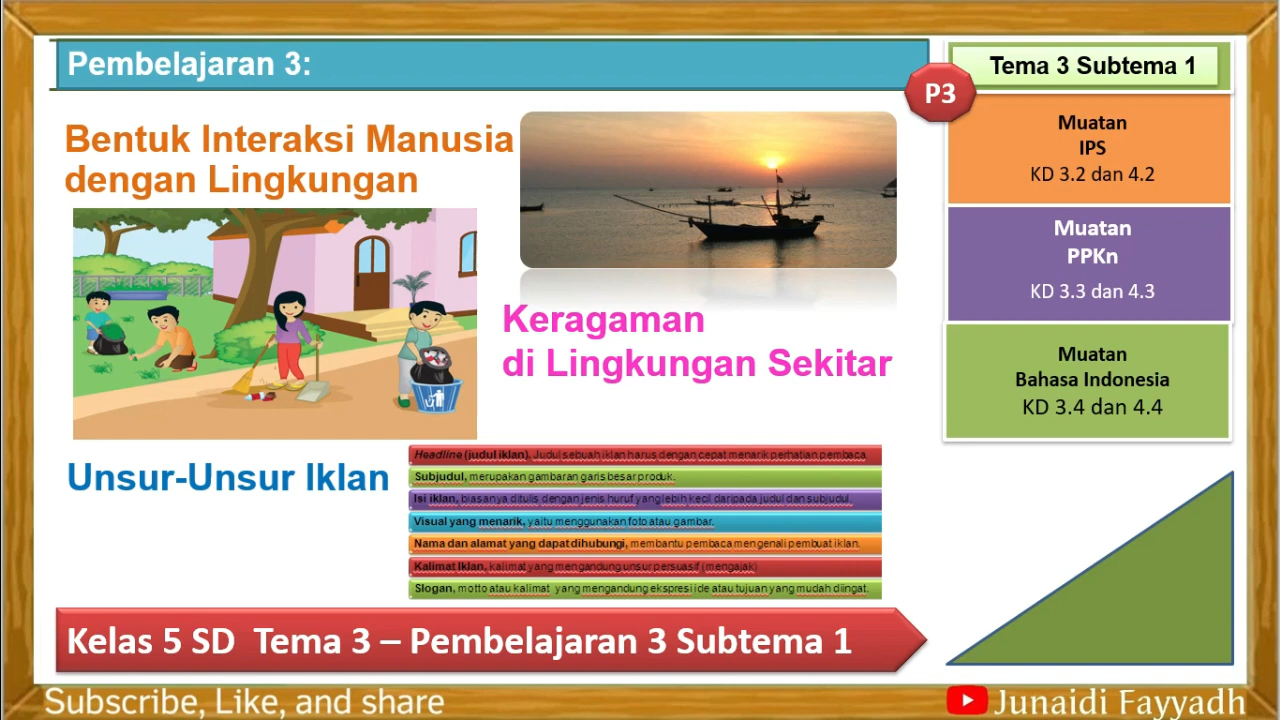 Pembelajaran 3:
Tema 3 Subtema 1
P3
Bentuk Interaksi Manusia
dengan Lingkungan
Muatan
IPS
KD 3.2 dan 4.2
Muatan
PPKn
KD 3.3 dan 4.3
Keragaman
di Lingkungan Sekitar
Muatan
Bahasa Indonesia
KD 3.4 dan 4.4
Unsur-Unsur Iklan
Headline (judul iklan), Judul sebuah iklan harus dengan cepat menarik perhatian pembaca.
Subjudul, merupakan gambaran garis besar produk.
Isi iklan, biasanya ditulis dengan jenis huruf yang lebih kecil daripada judul dan subjudul.
Visual yang menarik, yaitu menggunakan foto atau gambar.
Nama dan alamat yang dapat dihubungi, membantu pembaca mengenali pembuat iklan.
Kalimat Iklan, kalimat yang mengandung unsur persuasif (mengajak)
Slogan, motto atau kalimat yang mengandung ekspresi ide atau tujuan yang mudah diingat.
Kelas 5 SD Tema 3 – Pembelajaran 3 Subtema 1
Subscribe, Like, and share
Junaidi Fayyadh